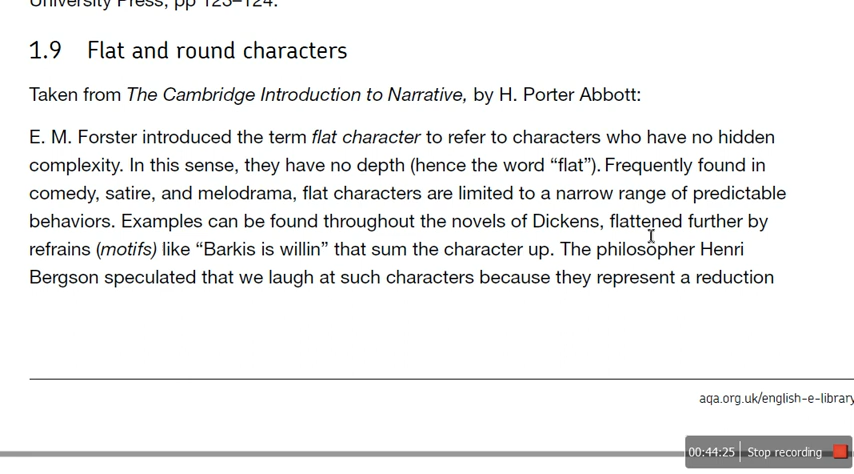 University Press, pp 123–124.
1.9 Flat and round characters
Taken from The Cambridge Introduction to Narrative, by H. Porter Abbott:
E. M. Forster introduced the term flat character to refer to characters who have no hidden
complexity. In this sense, they have no depth (hence the word “flat”). Frequently found in
comedy, satire, and melodrama, flat characters are limited to a narrow range of predictable
behaviors. Examples can be found throughout the novels of Dickens, flattened further by
refrains (motifs) like “Barkis is willin” that sum the character up. The philosopher Henri
Bergson speculated that we laugh at such characters because they represent a reduction
aqa.org.uk/english-e-library
00:44:25 Stop recording